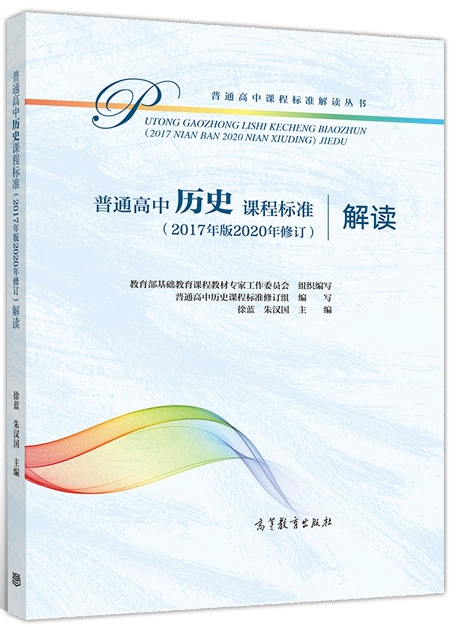 普通高中课程标准解读丛书
PUTONG GAOZHONG LISHI KECHENG BIAOZHUN
(2017 NIAN BAN 2020 NIAN XIUDING) JIEDU
普通高中 历史 课程标准
(2017年版2020年修订)
解读
教育部基础教育课程教材专家工作委员会 组织编写
普通高中历史课程标准修订组 编 写
徐蓝 朱汉国 主 编
高等教育出版社
普通高中历史课程标准(2017年版2020年修订)解读
徐蓝 朱汉国 主编